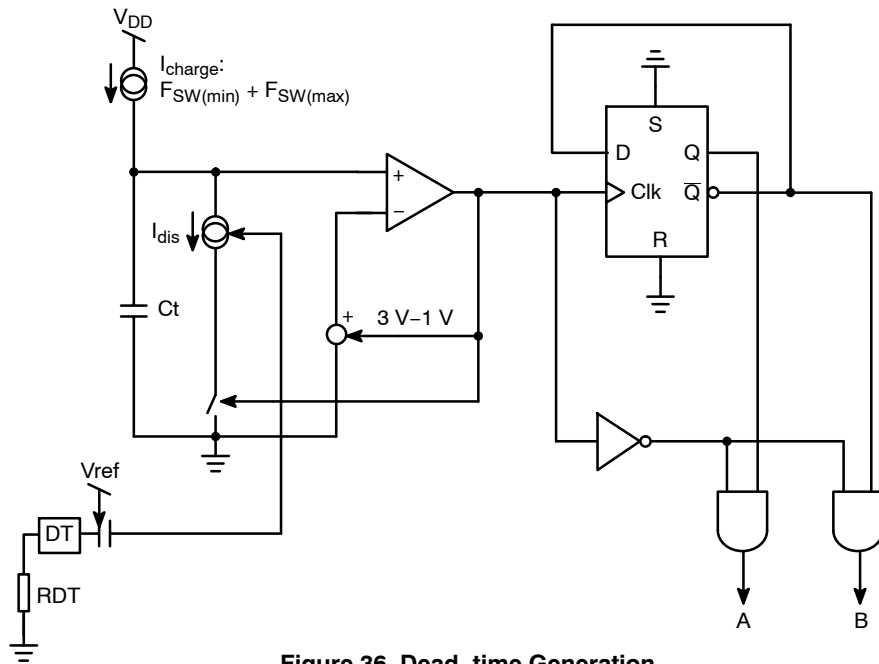 VDD
Icharge:
FSW(min) + FSW(max)
S
D
Q
+
Clk
Q
−
Idis
R
Ct
+
3 V−1 V
Vref
DT
RDT
A
B
Figure 36. Dead−time Generation